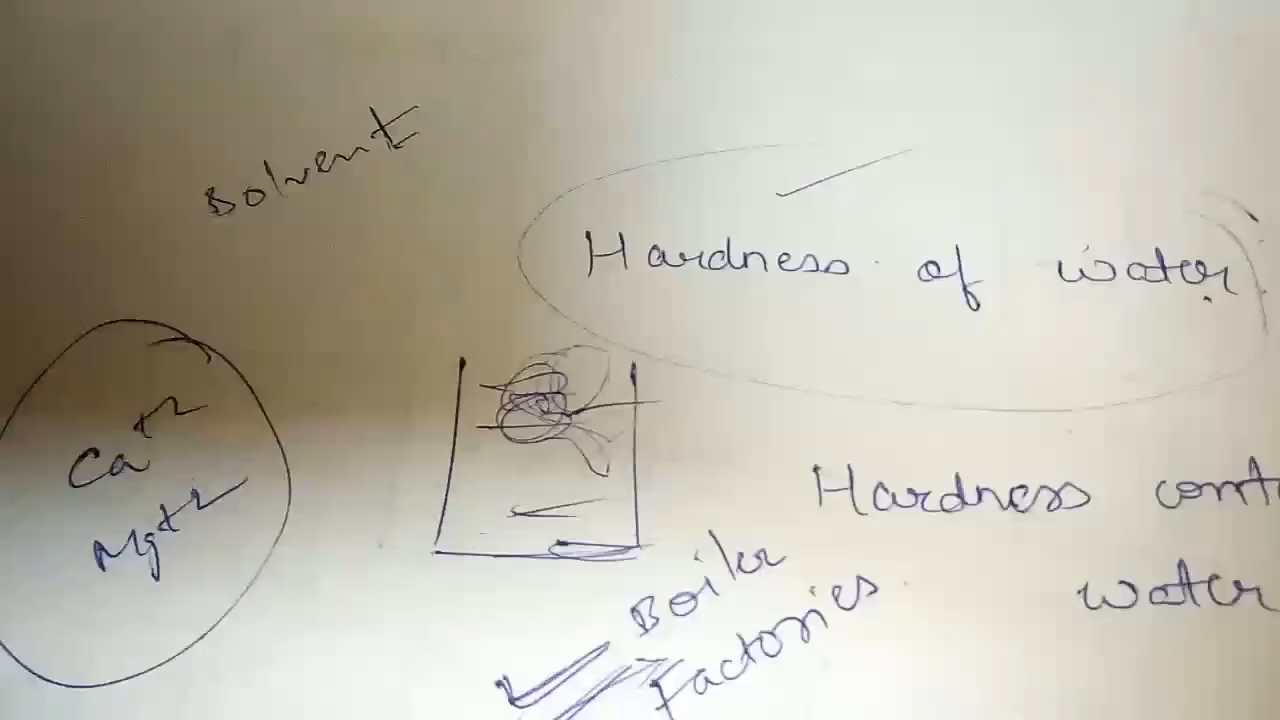 Solvent
Hardness of water
Ca+2
Mg+2
Hardness cont
water
Boiler
Factories